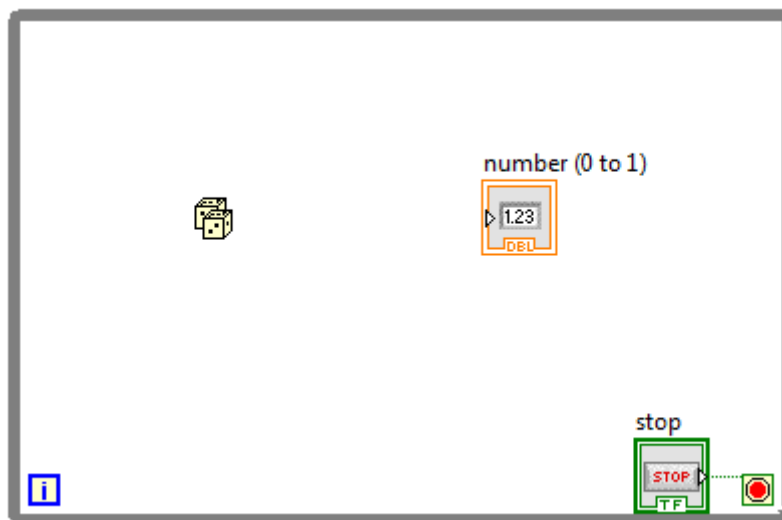 number (0 to 1)
1.23
DBL
stop
STOP
TF
i